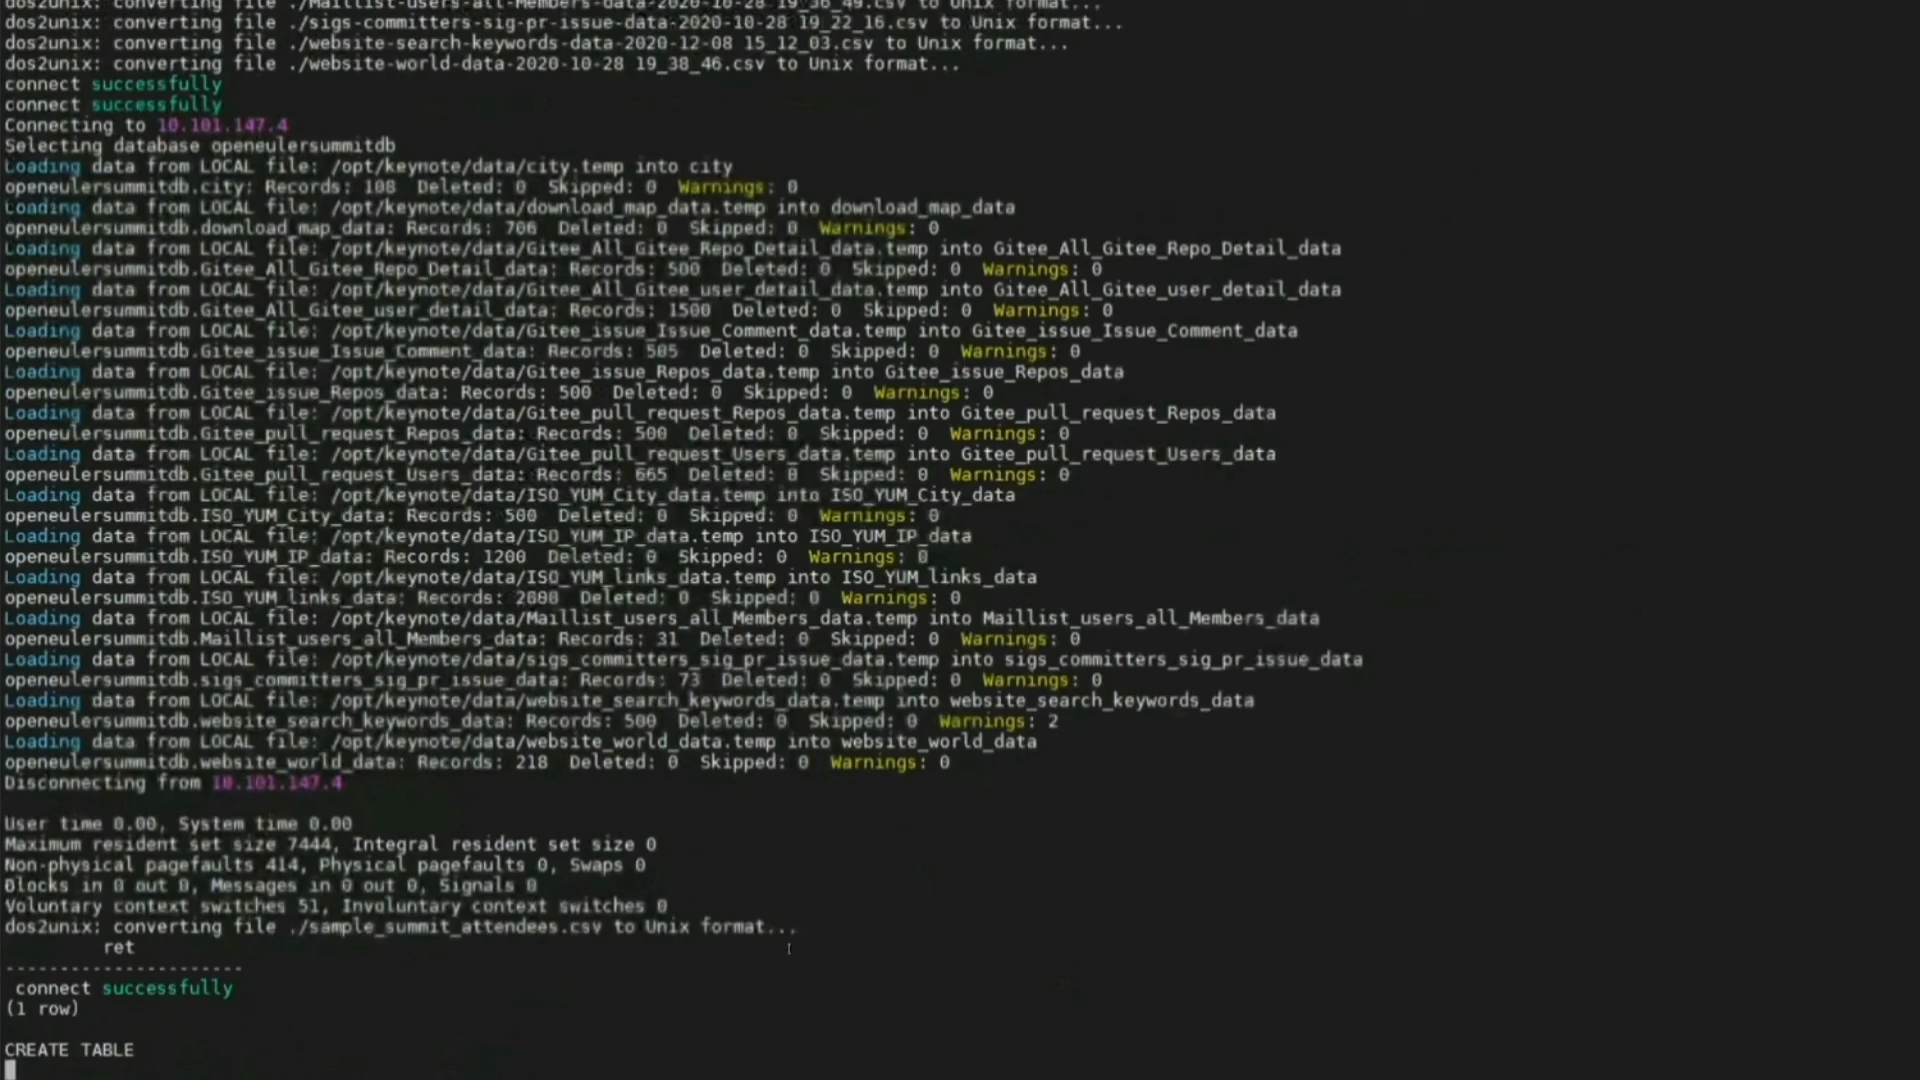 dos2unix: converting file ./Maillist-users-all-Members-data-2020-10-28 19_36_49.csv to Unix format...
dos2unix: converting file ./sigs-committers-sig-pr-issue-data-2020-10-28 19_22_16.csv to Unix format...
dos2unix: converting file ./website-search-keywords-data-2020-12-08 15_12_03.csv to Unix format...
dos2unix: converting file ./website-world-data-2020-10-28 19_38_46.csv to Unix format...
connect successfully
connect successfully
Connecting to 10.101.147.4
Selecting database openeulersummitdb
Loading data from LOCAL file: /opt/keynote/data/city.temp into city
openeulersummitdb.city: Records: 108  Deleted: 0  Skipped: 0  Warnings: 0
Loading data from LOCAL file: /opt/keynote/data/download_map_data.temp into download_map_data
openeulersummitdb.download_map_data: Records: 706  Deleted: 0  Skipped: 0  Warnings: 0
Loading data from LOCAL file: /opt/keynote/data/Gitee_All_Gitee_Repo_Detail_data.temp into Gitee_All_Gitee_Repo_Detail_data
openeulersummitdb.Gitee_All_Gitee_Repo_Detail_data: Records: 500  Deleted: 0  Skipped: 0  Warnings: 0
Loading data from LOCAL file: /opt/keynote/data/Gitee_All_Gitee_user_detail_data.temp into Gitee_All_Gitee_user_detail_data
openeulersummitdb.Gitee_All_Gitee_user_detail_data: Records: 1500  Deleted: 0  Skipped: 0  Warnings: 0
Loading data from LOCAL file: /opt/keynote/data/Gitee_issue_Issue_Comment_data.temp into Gitee_issue_Issue_Comment_data
openeulersummitdb.Gitee_issue_Issue_Comment_data: Records: 505  Deleted: 0  Skipped: 0  Warnings: 0
Loading data from LOCAL file: /opt/keynote/data/Gitee_issue_Repos_data.temp into Gitee_issue_Repos_data
openeulersummitdb.Gitee_issue_Repos_data: Records: 500  Deleted: 0  Skipped: 0  Warnings: 0
Loading data from LOCAL file: /opt/keynote/data/Gitee_pull_request_Repos_data.temp into Gitee_pull_request_Repos_data
openeulersummitdb.Gitee_pull_request_Repos_data: Records: 500  Deleted: 0  Skipped: 0  Warnings: 0
Loading data from LOCAL file: /opt/keynote/data/Gitee_pull_request_Users_data.temp into Gitee_pull_request_Users_data
openeulersummitdb.Gitee_pull_request_Users_data: Records: 665  Deleted: 0  Skipped: 0  Warnings: 0
Loading data from LOCAL file: /opt/keynote/data/ISO_YUM_City_data.temp into ISO_YUM_City_data
openeulersummitdb.ISO_YUM_City_data: Records: 500  Deleted: 0  Skipped: 0  Warnings: 0
Loading data from LOCAL file: /opt/keynote/data/ISO_YUM_IP_data.temp into ISO_YUM_IP_data
openeulersummitdb.ISO_YUM_IP_data: Records: 1200  Deleted: 0  Skipped: 0  Warnings: 0
Loading data from LOCAL file: /opt/keynote/data/ISO_YUM_links_data.temp into ISO_YUM_links_data
openeulersummitdb.ISO_YUM_links_data: Records: 2000  Deleted: 0  Skipped: 0  Warnings: 0
Loading data from LOCAL file: /opt/keynote/data/Maillist_users_all_Members_data.temp into Maillist_users_all_Members_data
openeulersummitdb.Maillist_users_all_Members_data: Records: 31  Deleted: 0  Skipped: 0  Warnings: 0
Loading data from LOCAL file: /opt/keynote/data/sigs_committers_sig_pr_issue_data.temp into sigs_committers_sig_pr_issue_data
openeulersummitdb.sigs_committers_sig_pr_issue_data: Records: 73  Deleted: 0  Skipped: 0  Warnings: 0
Loading data from LOCAL file: /opt/keynote/data/website_search_keywords_data.temp into website_search_keywords_data
openeulersummitdb.website_search_keywords_data: Records: 500  Deleted: 0  Skipped: 0  Warnings: 2
Loading data from LOCAL file: /opt/keynote/data/website_world_data.temp into website_world_data
openeulersummitdb.website_world_data: Records: 218  Deleted: 0  Skipped: 0  Warnings: 0
Disconnecting from 10.101.147.4
User time 0.00, System time 0.00
Maximum resident set size 7444, Integral resident set size 0
Non-physical pagefaults 414, Physical pagefaults 0, Swaps 0
Blocks in 0 out 0, Messages in 0 out 0, Signals 0
Voluntary context switches 51, Involuntary context switches 0
dos2unix: converting file ./sample_summit_attendees.csv to Unix format...
ret
----------------------
connect successfully
(1 row)
CREATE TABLE